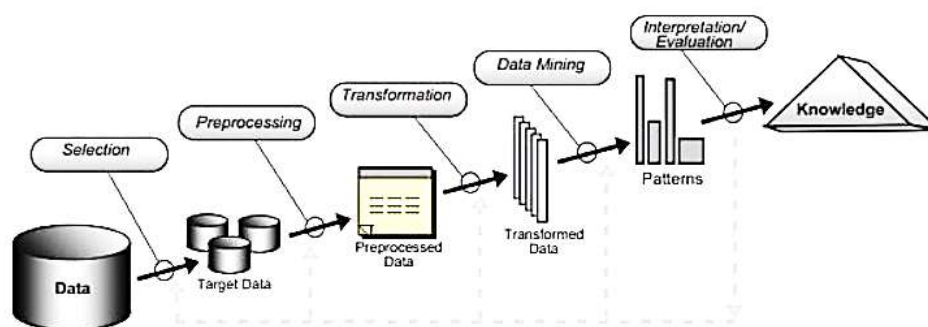 Interpretation/
Evaluation
Data Mining
Transformation
Preprocessing
Selection
Knowledge
Patterns
Transformed
Data
Preprocessed
Data
Target Data
Data